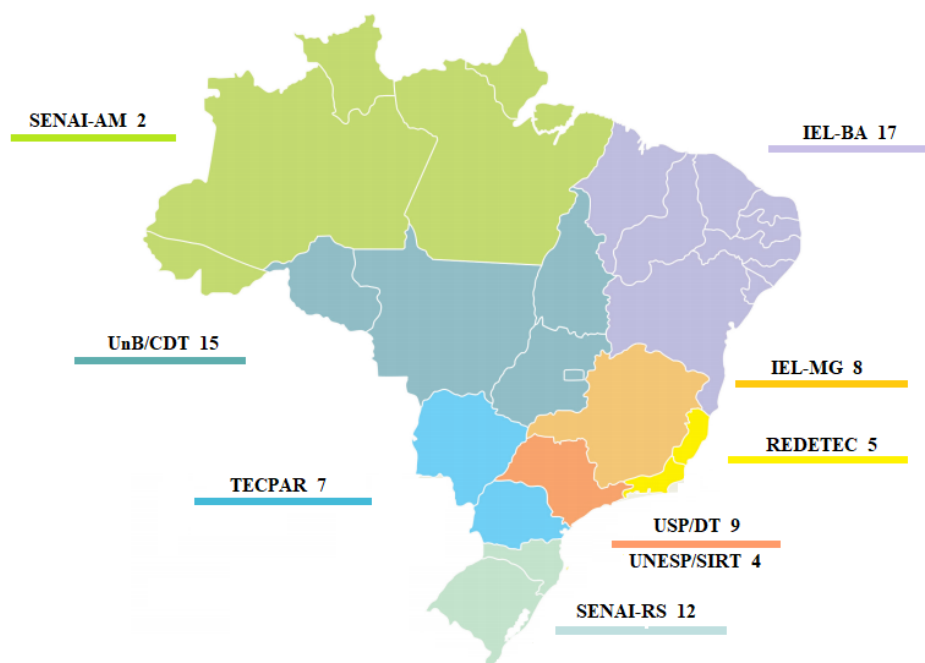 SENAI-AM 2
IEL-BA 17
UnB/CDT 15
IEL-MG 8
REDETEC 5
TECPAR 7
USP/DT 9
UNESP/SIRT 4
SENAI-RS 12